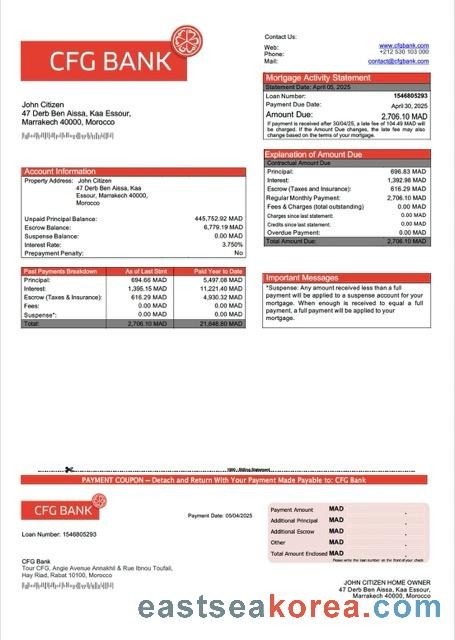 CFG BANK
Contact Us:
Web: www.cfgbank.com
Phone: +212 530 103 000
Mail: contact@cfgbank.com
Mortgage Activity Statement
Statement Date: April 05, 2025
Loan Number: 1546805293
Payment Due Date: April 30, 2025
Amount Due: 2,706.10 MAD
If payment is received after 30/04/25, a late fee of 104.49 MAD will
be charged. If the Amount Due changes, the late fee may also
change based on the terms of your mortgage.
John Citizen
47 Derb Ben Aissa, Kaa Essour,
Marrakech 40000, Morocco
Explanation of Amount Due
Contractual Amount Due
Principal: 696.83 MAD
Interest: 1,392.98 MAD
Escrow (Taxes and Insurance): 616.29 MAD
Regular Monthly Payment: 2,706.10 MAD
Fees & Charges (total outstanding) 0.00 MAD
Charges since last statement: 0.00 MAD
Credits since last statement: 0.00 MAD
Overdue Payment: 0.00 MAD
Total Amount Due: 2,706.10 MAD
Account Information
Property Address: John Citizen
47 Derb Ben Aissa, Kaa
Essour, Marrakech 40000,
Morocco
Unpaid Principal Balance: 445,752.92 MAD
Escrow Balance: 6,779.19 MAD
Suspense Balance: 0.00 MAD
Interest Rate: 3.750%
Prepayment Penalty: No
Past Payments Breakdown As of Last Stmt Paid Year to Date
Principal: 694.66 MAD 5,497.08 MAD
Interest: 1,395.15 MAD 11,221.40 MAD
Escrow (Taxes & Insurance): 616.29 MAD 4,930.32 MAD
Fees: 0.00 MAD 0.00 MAD
Suspense*: 0.00 MAD 0.00 MAD
Total: 2,706.10 MAD 21,648.80 MAD
Important Messages
*Suspense: Any amount received less than a full
payment will be applied to a suspense account for your
mortgage. When enough is received to equal a full
payment, a full payment will be applied to your
mortgage.
Billing Statement
PAYMENT COUPON – Detach and Return With Your Payment Made Payable to: CFG Bank
CFG BANK
Payment Date: 05/04/2025
Loan Number: 1546805293
Payment Amount MAD
Additional Principal MAD
Additional Escrow MAD
Other MAD
Total Amount Enclosed MAD
Please write the loan number on the front of your check.
CFG Bank
Tour CFG, Angle Avenue Annakhil & Rue Ibnou Toufail,
Hay Riad, Rabat 10100, Morocco
JOHN CITIZEN HOME OWNER
47 Derb Ben Aissa, Kaa Essour,
Marrakech 40000, Morocco
eastseakorea.com